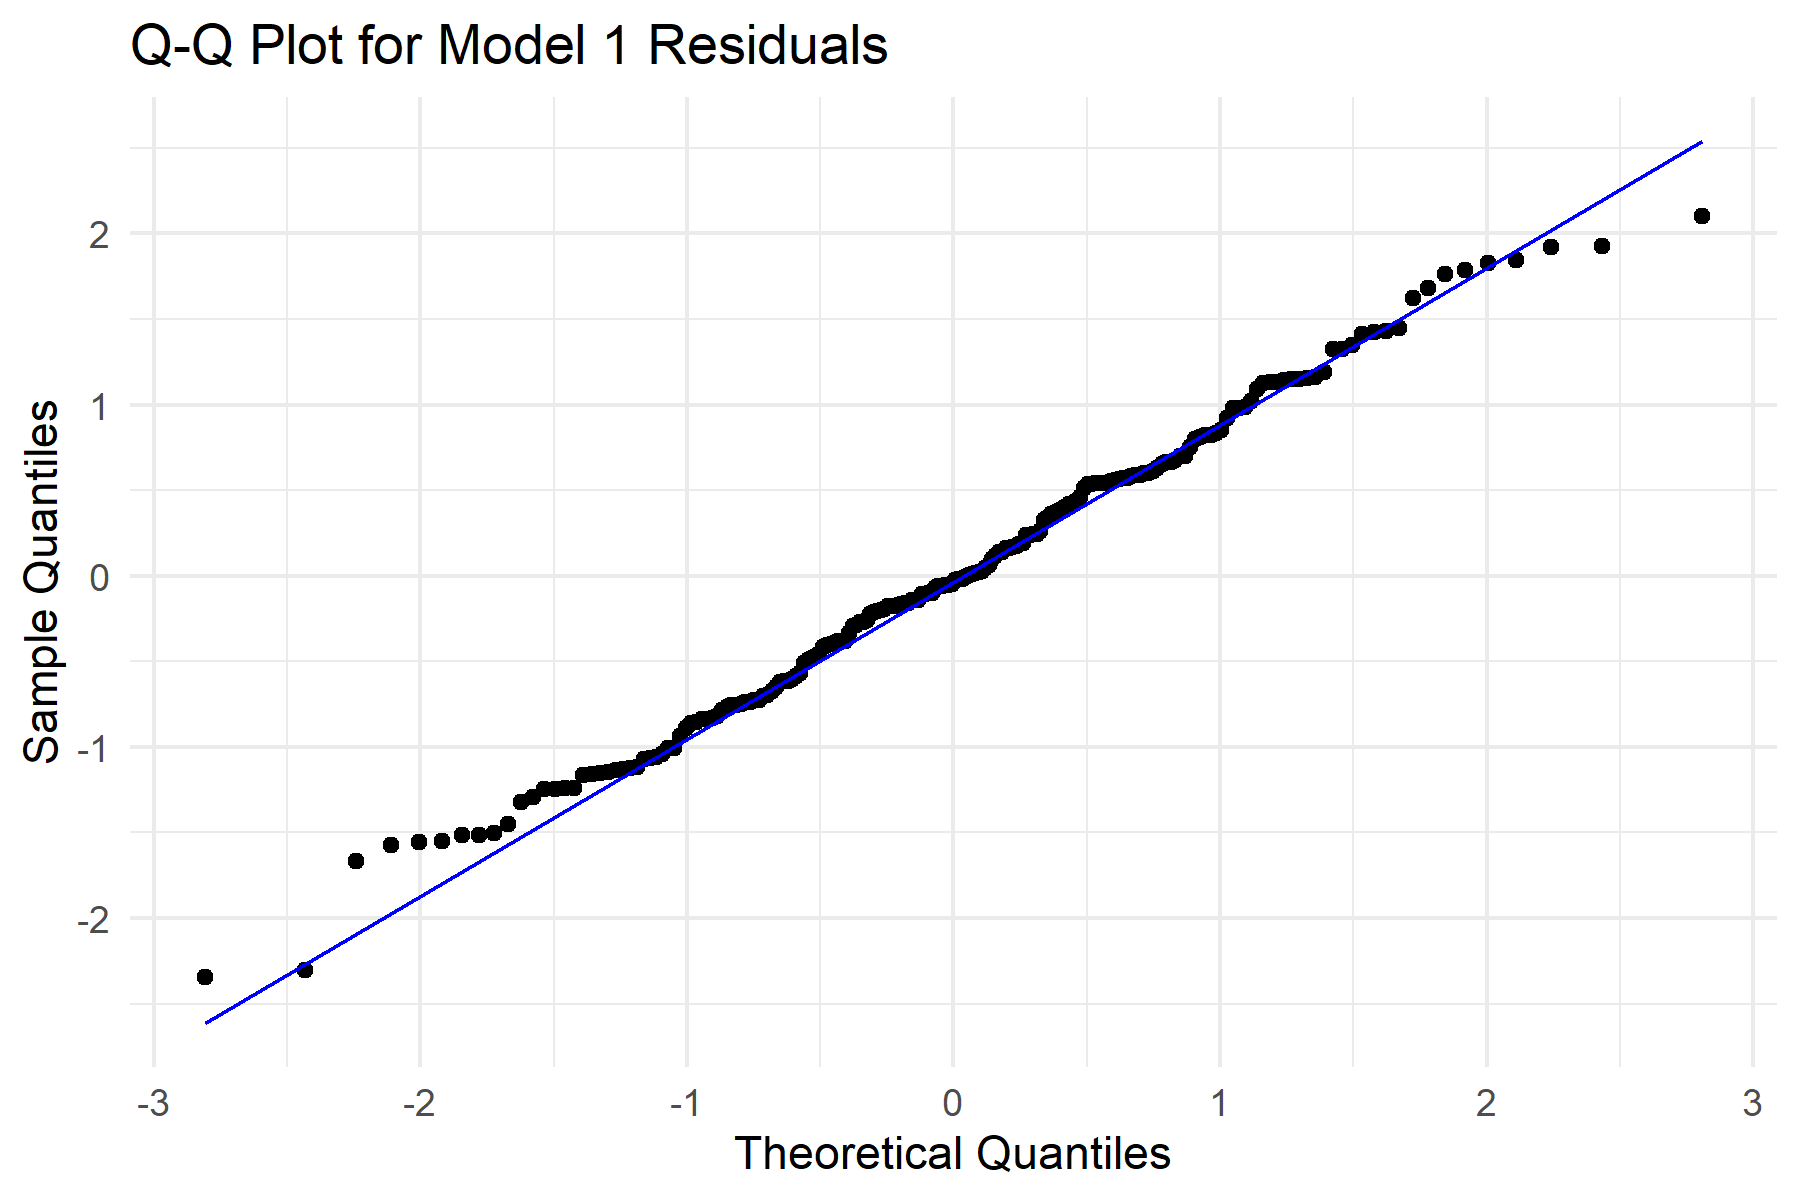 Q-Q Plot for Model 1 Residuals
Sample Quantiles
2
1
0
-1
-2
-3 -2 -1 0 1 2 3
Theoretical Quantiles